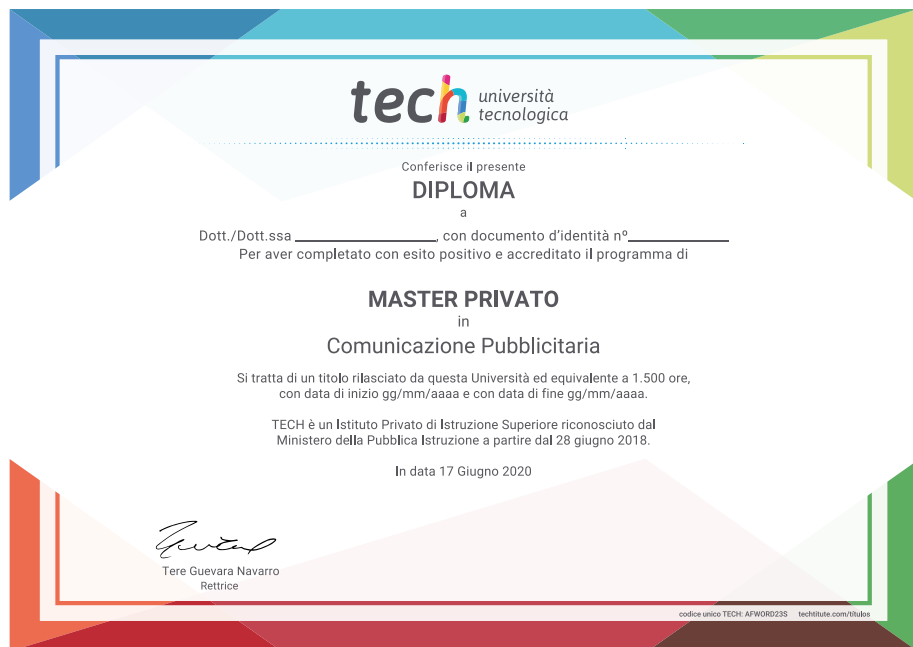 tech università
tecnologica
Conferisce il presente
DIPLOMA
a
Dott./Dott.ssa ____________________, con documento d'identità nº______________
Per aver completato con esito positivo e accreditato il programma di
MASTER PRIVATO
in
Comunicazione Pubblicitaria
Si tratta di un titolo rilasciato da questa Università ed equivalente a 1.500 ore,
con data di inizio gg/mm/aaaa e con data di fine gg/mm/aaaa.
TECH è un Istituto Privato di Istruzione Superiore riconosciuto dal
Ministero della Pubblica Istruzione a partire dal 28 giugno 2018.
In data 17 Giugno 2020
Tere Guevara Navarro
Rettrice
codice unico TECH: AFWORD23S techtitute.com/titulos